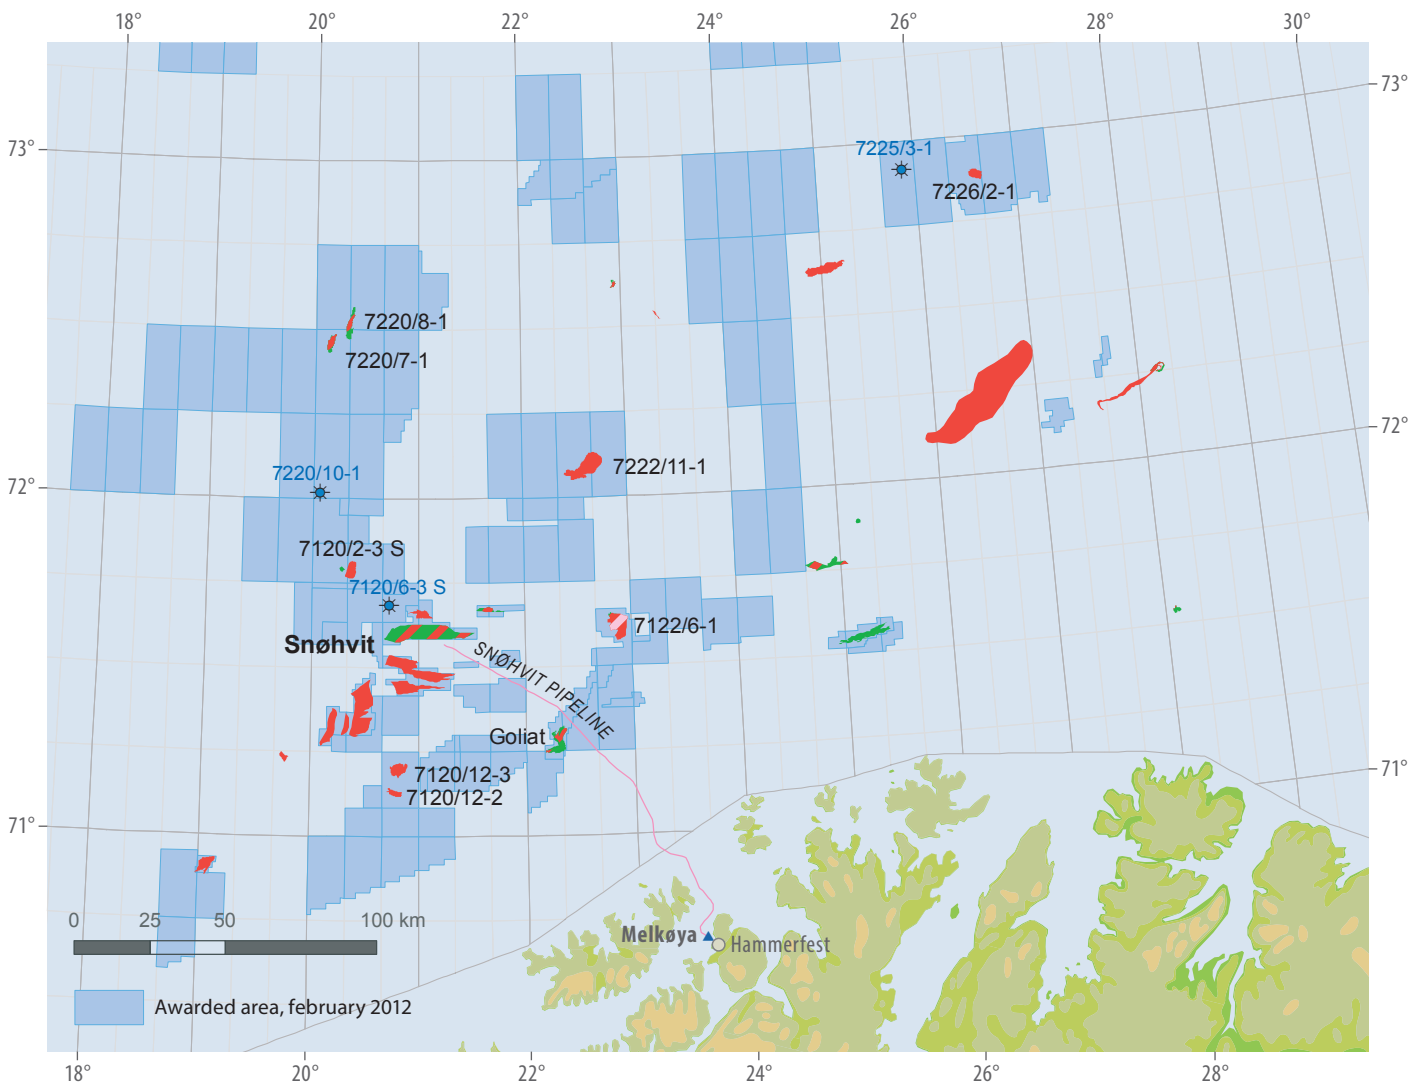 18° 20° 22° 24° 26° 28° 30°
73°
73°
7225/3-1
7226/2-1
7220/8-1
7220/7-1
72°
7222/11-1
7220/10-1
72°
7120/2-3 S
7120/6-3 S
7122/6-1
Snøhvit
SNØHVIT PIPELINE
Goliat
7120/12-3
71°
7120/12-2
71°
0 25 50 100 km
Melkøya
Hammerfest
Awarded area, february 2012
18° 20° 22° 24° 26° 28°